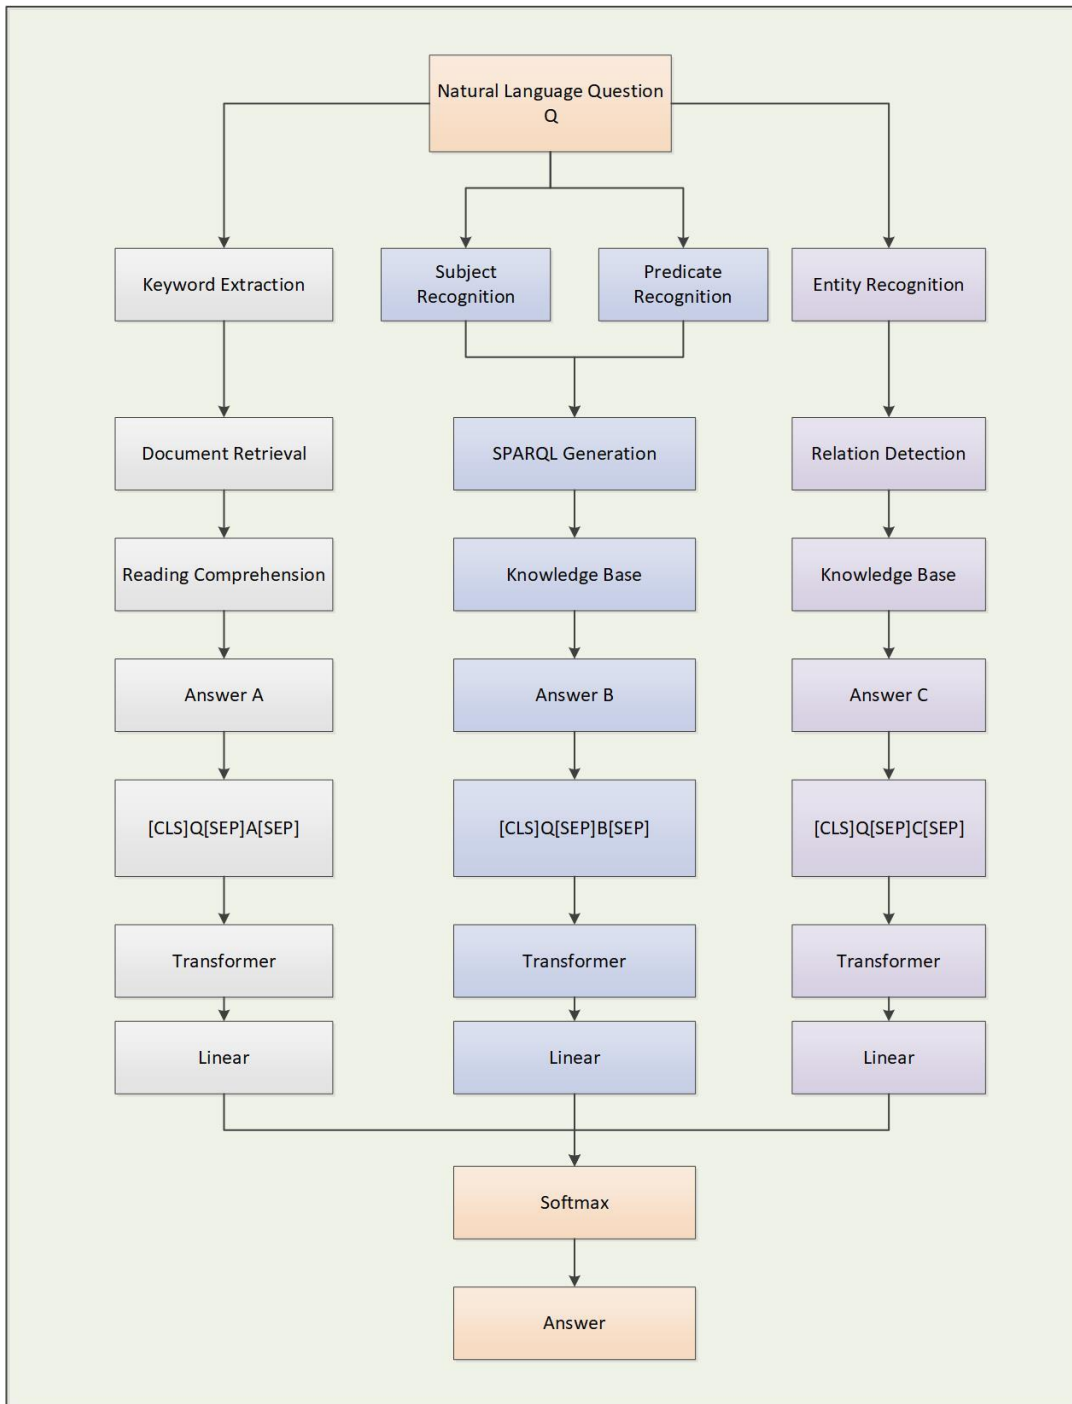 Natural Language Question
Q
Keyword Extraction
Subject
Recognition
Predicate
Recognition
Entity Recognition
Document Retrieval
SPARQL Generation
Relation Detection
Reading Comprehension
Knowledge Base
Knowledge Base
Answer A
Answer B
Answer C
[CLS]Q[SEP]A[SEP]
[CLS]Q[SEP]B[SEP]
[CLS]Q[SEP]C[SEP]
Transformer
Transformer
Transformer
Linear
Linear
Linear
Softmax
Answer